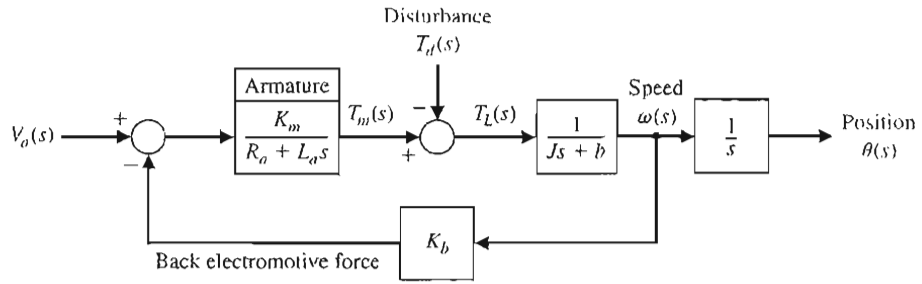 Disturbance
T_d(s)
Armature
Speed
V_a(s)
+
−
K_m
R_a + L_a s
T_m(s)
−
+
T_L(s)
1
Js + b
ω(s)
1
s
Position
θ(s)
K_b
Back electromotive force